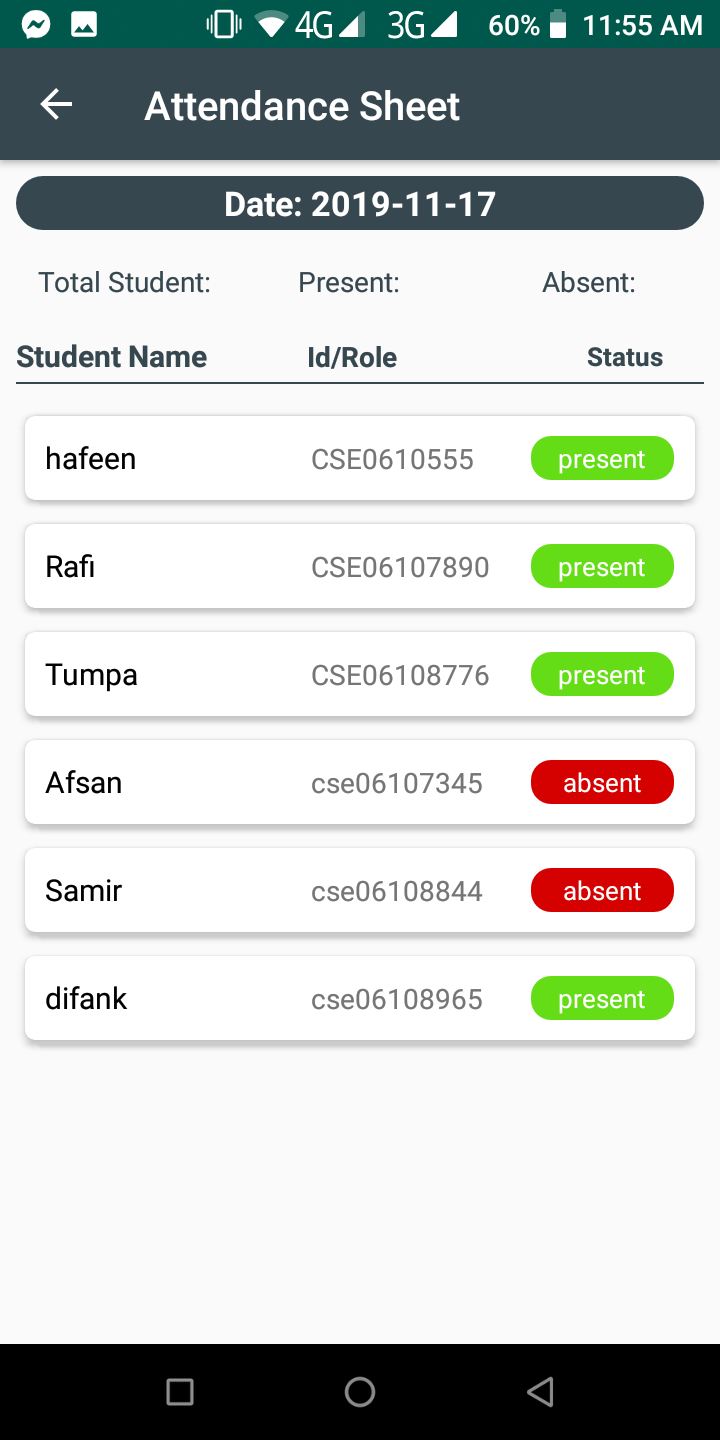 4G 3G 60% 11:55 AM
Attendance Sheet
Date: 2019-11-17
Total Student: Present: Absent:
Student Name Id/Role Status
hafeen CSE0610555 present
Rafi CSE06107890 present
Tumpa CSE06108776 present
Afsan cse06107345 absent
Samir cse06108844 absent
difank cse06108965 present